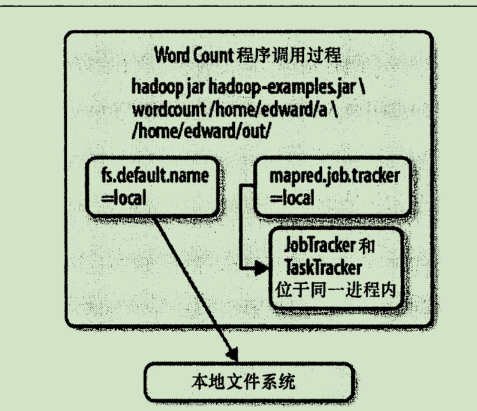 Word Count 程序调用过程
hadoop jar hadoop-examples.jar \
wordcount /home/edward/a \
/home/edward/out/
fs.default.name
=local
mapred.job.tracker
=local
JobTracker 和
TaskTracker
位于同一进程内
本地文件系统